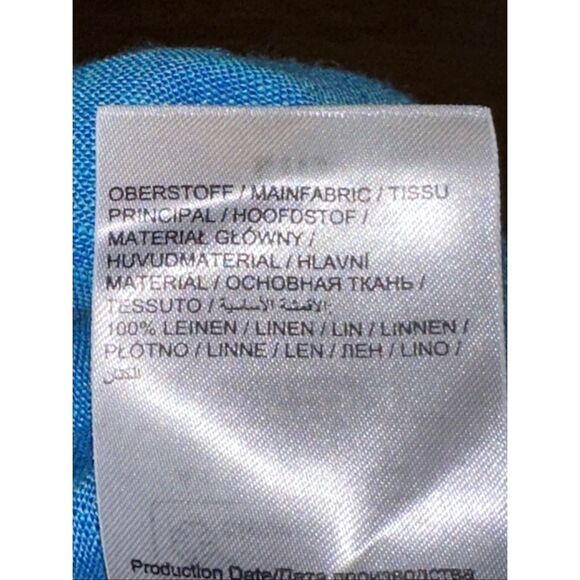 OBERSTOFF / MAINFABRIC / TISSU
PRINCIPAL / HOOFDSTOF /
MATERIAŁ GŁÓWNY /
HUVUDMATERIAL / HLAVNÍ
MATERIÁL / ОСНОВНАЯ ТКАНЬ /
TESSUTO / الأقمشة الأساسية:
100% LEINEN / LINEN / LIN / LINNEN /
PŁÓTNO / LINNE / LEN / ЛЕН / LINO /
الكتان
Production Date/Дата производства